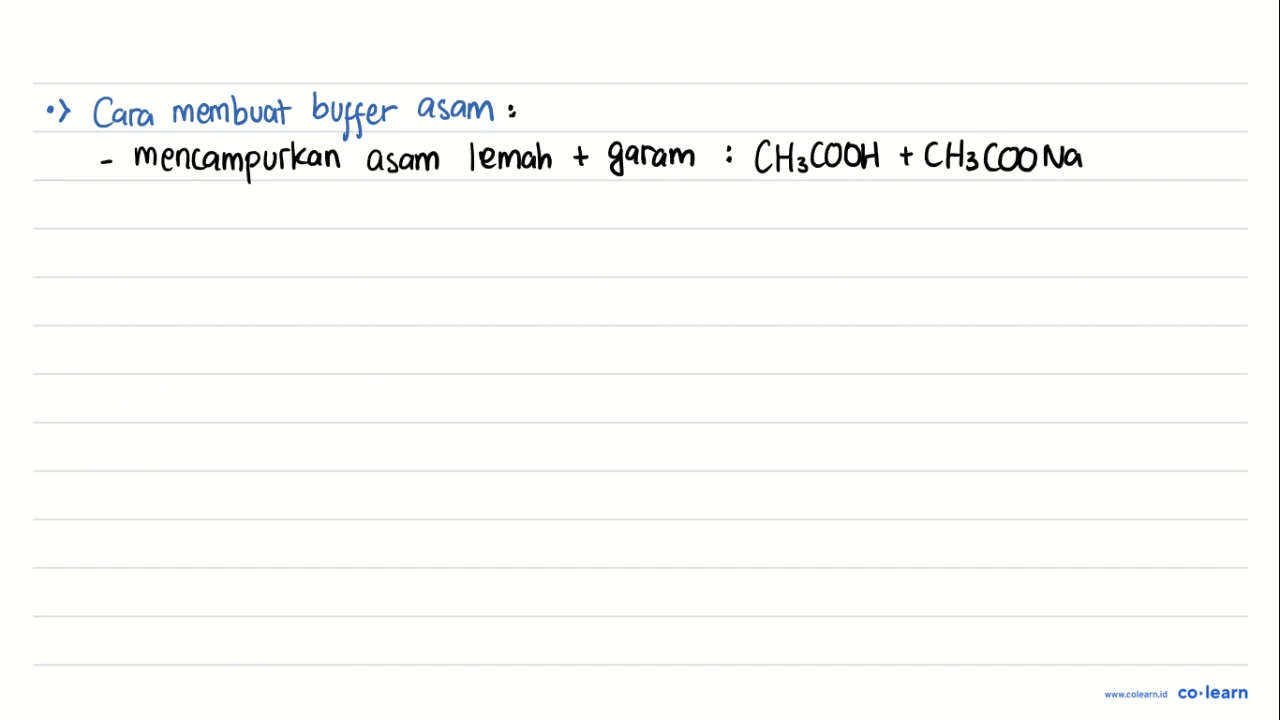 •> Cara membuat buffer asam :
- mencampurkan asam lemah + garam : CH₃COOH + CH₃COONa
www.colearn.id co·learn